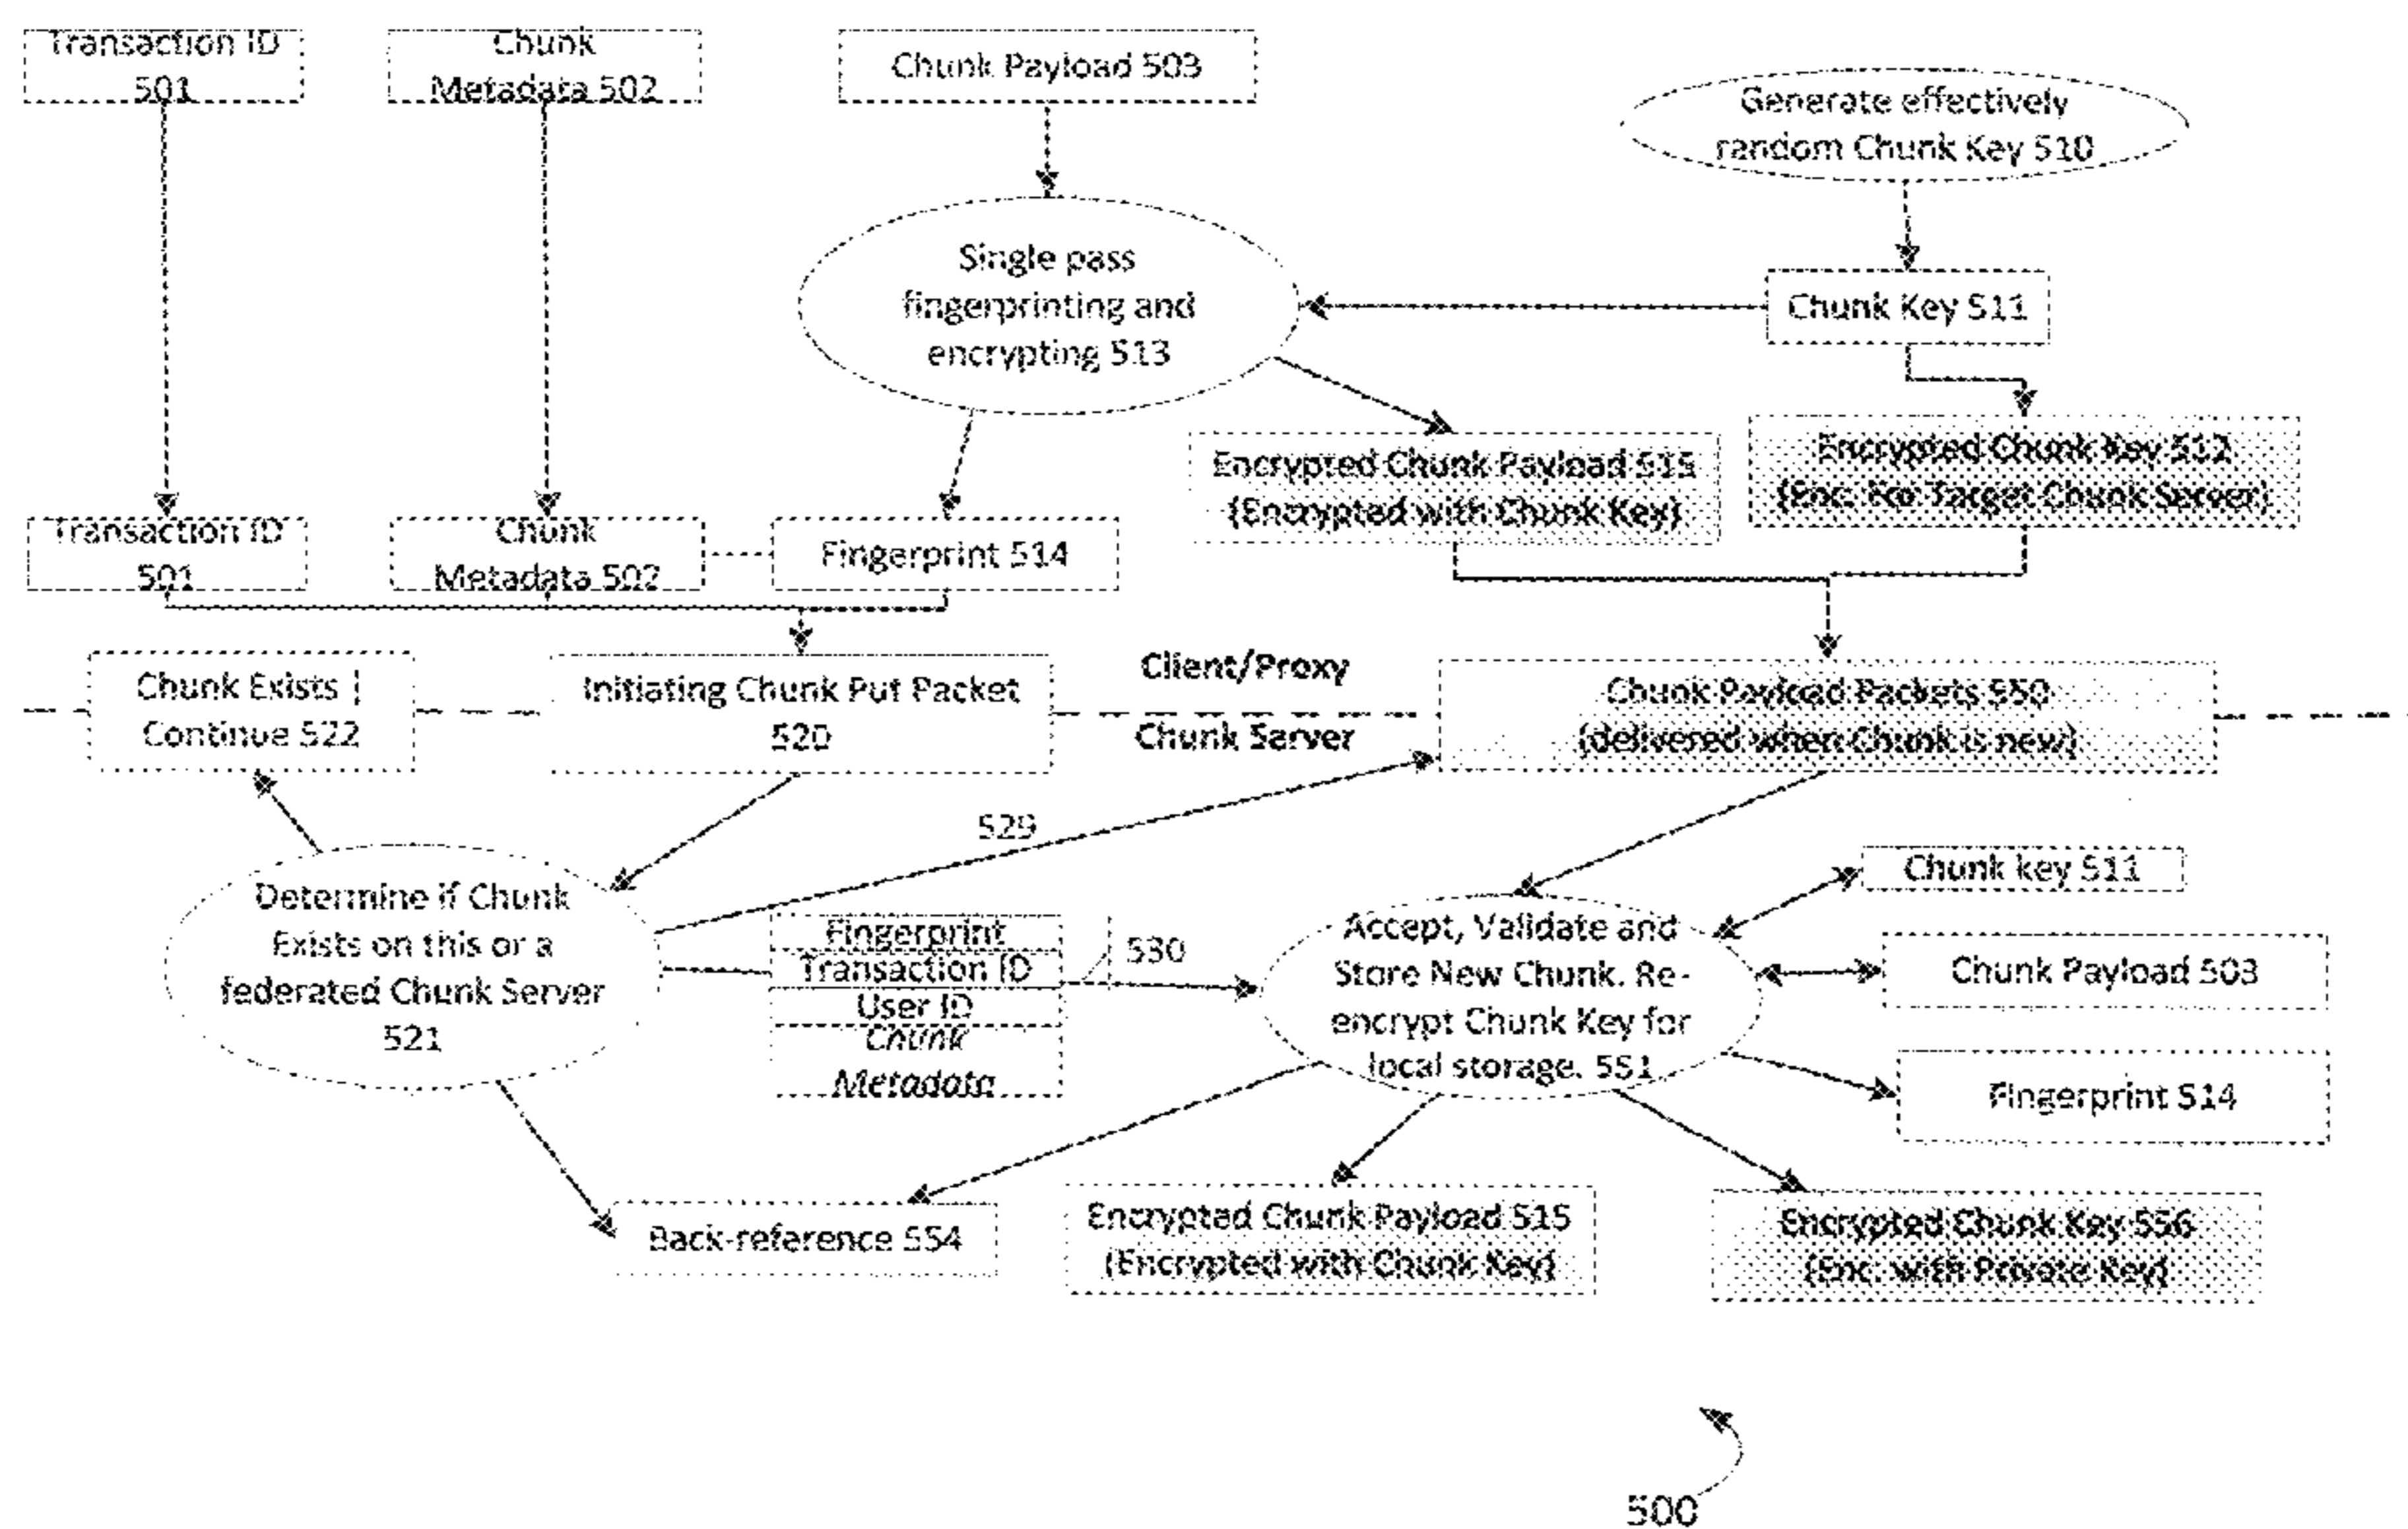 Transaction ID
501
Chunk
Metadata 502
Chunk Payload 503
Generate effectively
random Chunk Key 510
Single pass
fingerprinting and
encrypting 513
Chunk Key 511
Encrypted Chunk Payload 515
(Encrypted with Chunk Key)
Encrypted Chunk Key 512
(Enc. For Target Chunk Server)
Transaction ID
501
Chunk
Metadata 502
Fingerprint 514
Chunk Exists |
Continue 522
Initiating Chunk Put Packet
520
Client/Proxy
Chunk Server
Chunk Payload Packets 550
(delivered when Chunk is new)
529
Determine if Chunk
Exists on this or a
federated Chunk Server
521
Fingerprint
Transaction ID
User ID
Chunk
Metadata
530
Accept, Validate and
Store New Chunk. Re-
encrypt Chunk Key for
local storage. 551
Chunk key 511
Chunk Payload 503
Fingerprint 514
Back-reference 554
Encrypted Chunk Payload 515
(Encrypted with Chunk Key)
Encrypted Chunk Key 556
(Enc. with Private Key)
500